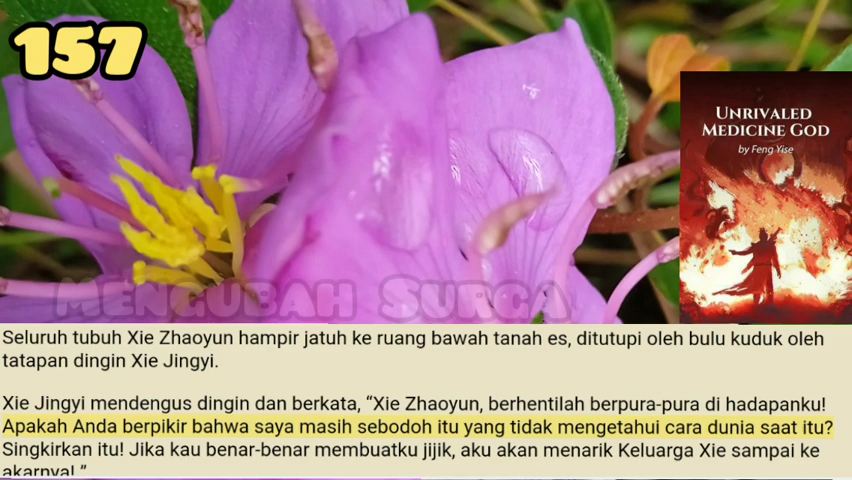 157
UNRIVALED
MEDICINE GOD
by Feng Yise
MENGUBAH SURGA
Seluruh tubuh Xie Zhaoyun hampir jatuh ke ruang bawah tanah es, ditutupi oleh bulu kuduk oleh
tatapan dingin Xie Jingyi.
Xie Jingyi mendengus dingin dan berkata, “Xie Zhaoyun, berhentilah berpura-pura di hadapanku!
Apakah Anda berpikir bahwa saya masih sebodoh itu yang tidak mengetahui cara dunia saat itu?
Singkirkan itu! Jika kau benar-benar membuatku jijik, aku akan menarik Keluarga Xie sampai ke
akarnya!”